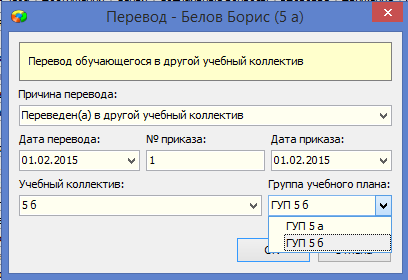 Перевод - Белов Борис (5 а)
Перевод обучающегося в другой учебный коллектив
Причина перевода:
Переведен(а) в другой учебный коллектив
Дата перевода: № приказа: Дата приказа:
01.02.2015 1 01.02.2015
Учебный коллектив: Группа учебного плана:
5 б ГУП 5 б
ГУП 5 а
ГУП 5 б